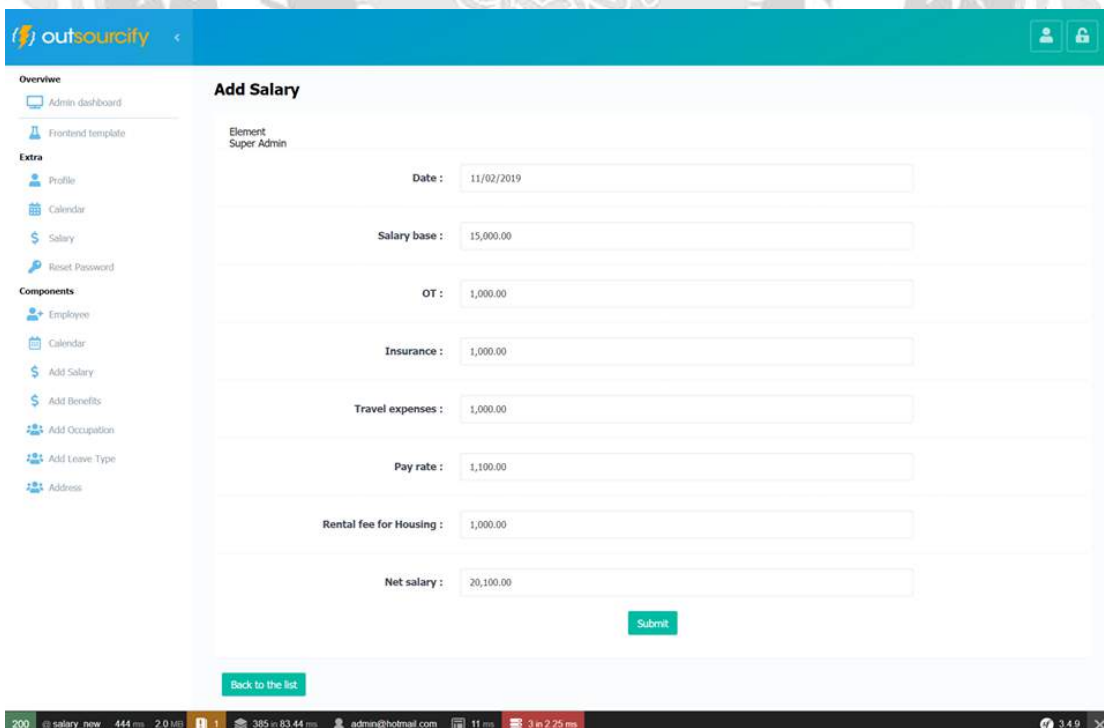 outsourcify
Overviwe
Admin dashboard
Frontend template
Extra
Profile
Calendar
Salary
Reset Password
Components
Employee
Calendar
Add Salary
Add Benefits
Add Occupation
Add Leave Type
Address
Add Salary
Element
Super Admin
Date : 11/02/2019
Salary base : 15,000.00
OT : 1,000.00
Insurance : 1,000.00
Travel expenses : 1,000.00
Pay rate : 1,100.00
Rental fee for Housing : 1,000.00
Net salary : 20,100.00
Submit
Back to the list
200 @ salary_new 444 ms 2.0 MB 1 385 in 83.44 ms admin@hotmail.com 11 ms 3 in 2.25 ms 3.4.9